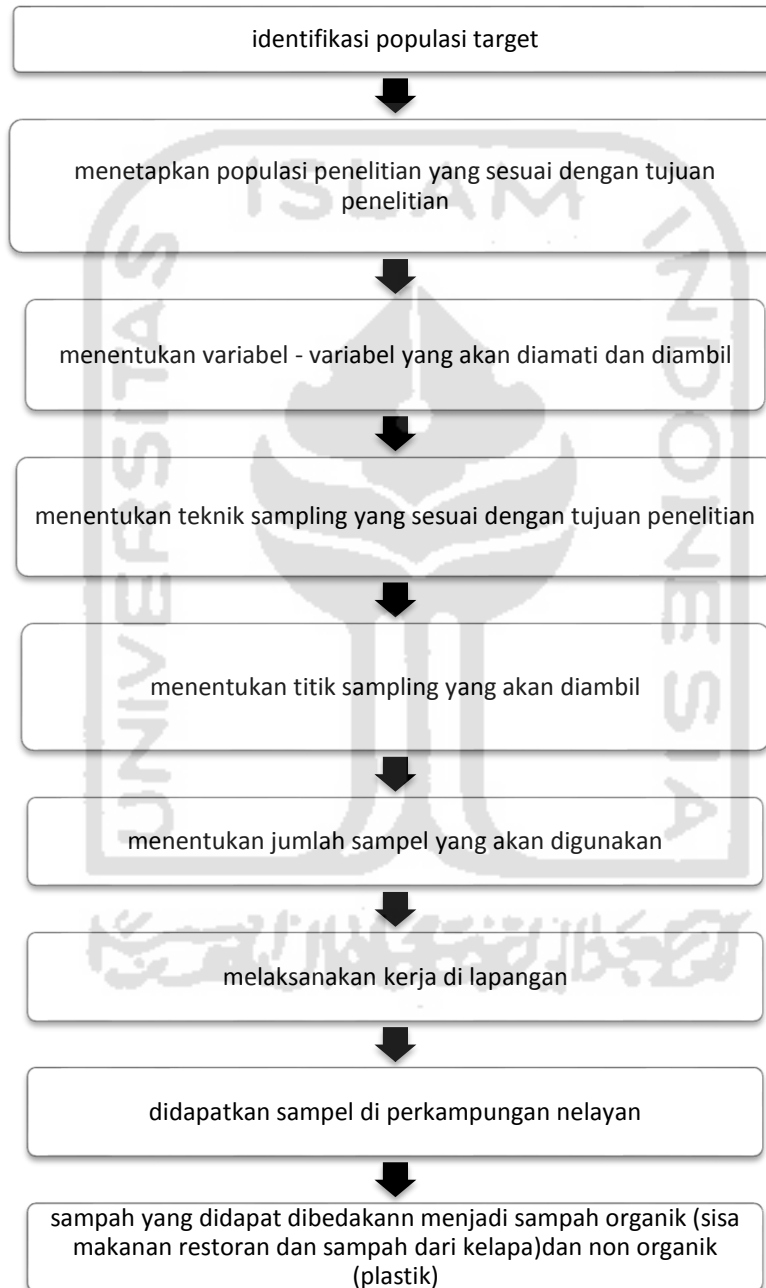 identifikasi populasi target
menetapkan populasi penelitian yang sesuai dengan tujuan
penelitian
menentukan variabel - variabel yang akan diamati dan diambil
menentukan teknik sampling yang sesuai dengan tujuan penelitian
menentukan titik sampling yang akan diambil
menentukan jumlah sampel yang akan digunakan
melaksanakan kerja di lapangan
didapatkan sampel di perkampungan nelayan
sampah yang didapat dibedakann menjadi sampah organik (sisa
makanan restoran dan sampah dari kelapa)dan non organik
(plastik)
UNIVERSITAS
ISLAM
INDONESIA